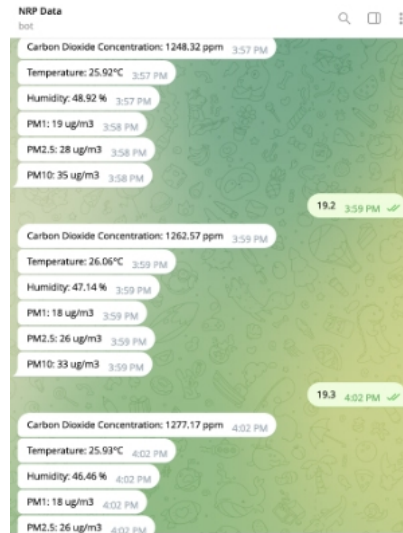 NRP Data
bot
Carbon Dioxide Concentration: 1248.32 ppm 3:57 PM
Temperature: 25.92°C 3:57 PM
Humidity: 48.92 % 3:57 PM
PM1: 19 ug/m3 3:58 PM
PM2.5: 28 ug/m3 3:58 PM
PM10: 35 ug/m3 3:58 PM
19.2 3:59 PM
Carbon Dioxide Concentration: 1262.57 ppm 3:59 PM
Temperature: 26.06°C 3:59 PM
Humidity: 47.14 % 3:59 PM
PM1: 18 ug/m3 3:59 PM
PM2.5: 26 ug/m3 3:59 PM
PM10: 33 ug/m3 3:59 PM
19.3 4:02 PM
Carbon Dioxide Concentration: 1277.17 ppm 4:02 PM
Temperature: 25.93°C 4:02 PM
Humidity: 46.46 % 4:02 PM
PM1: 18 ug/m3 4:02 PM
PM2.5: 26 ug/m3 4:02 PM